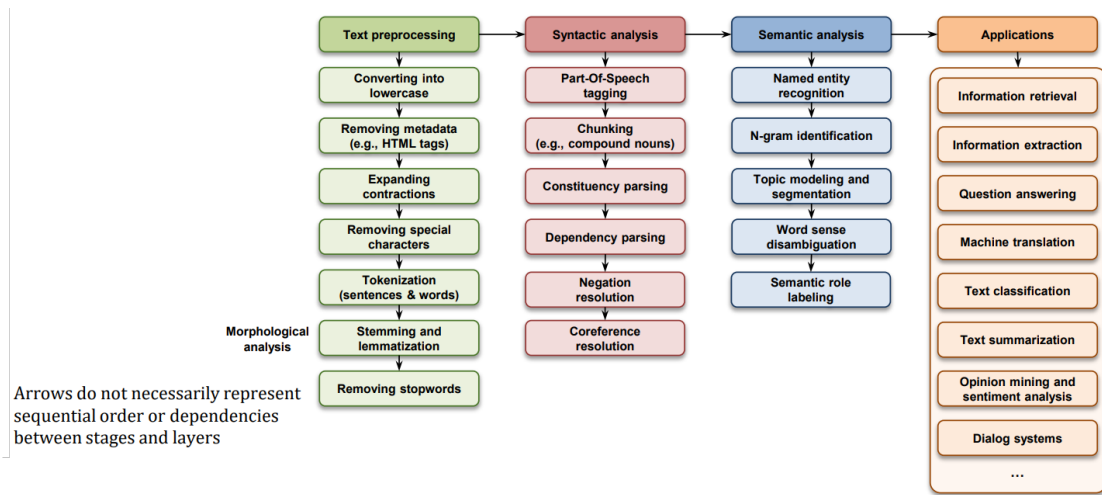 Text preprocessing
Converting into
lowercase
Removing metadata
(e.g., HTML tags)
Expanding
contractions
Removing special
characters
Tokenization
(sentences & words)
Morphological
analysis
Stemming and
lemmatization
Removing stopwords
Arrows do not necessarily represent
sequential order or dependencies
between stages and layers
Syntactic analysis
Part-Of-Speech
tagging
Chunking
(e.g., compound nouns)
Constituency parsing
Dependency parsing
Negation
resolution
Coreference
resolution
Semantic analysis
Named entity
recognition
N-gram identification
Topic modeling and
segmentation
Word sense
disambiguation
Semantic role
labeling
Applications
Information retrieval
Information extraction
Question answering
Machine translation
Text classification
Text summarization
Opinion mining and
sentiment analysis
Dialog systems
...